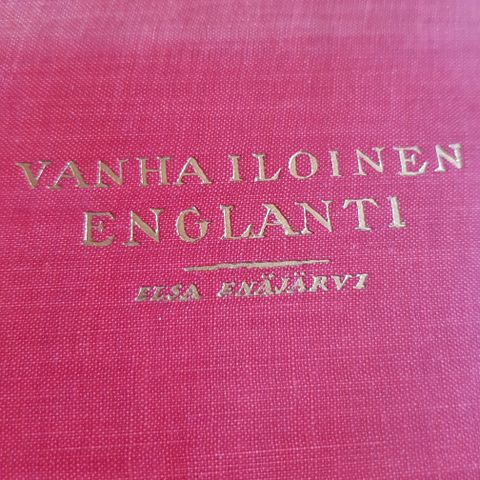 VANHA ILOINEN
ENGLANTI
ELSA ENÄJÄRVI